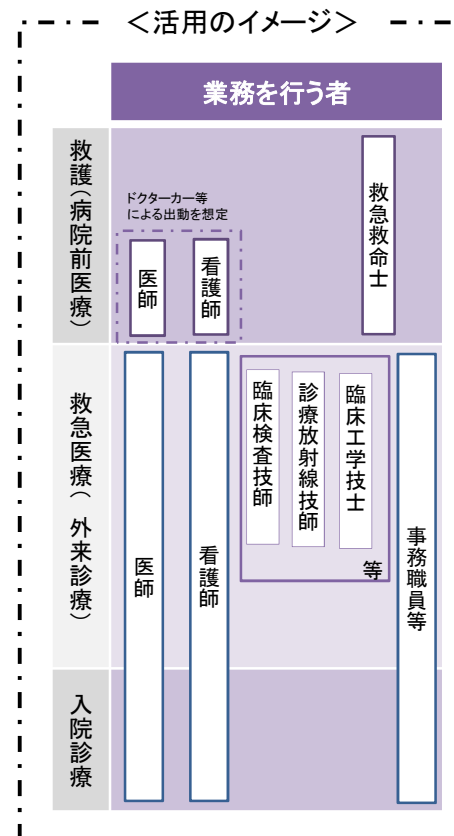 ＜活用のイメージ＞
業務を行う者
救護（病院前医療）
ドクターカー等
による出動を想定
医師
看護師
救急救命士
救急医療（ 外来診療）
医師
看護師
臨床検査技師
診療放射線技師
臨床工学技士
等
事務職員等
入院診療